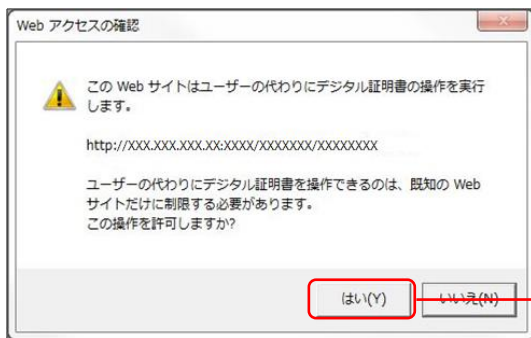 Web アクセスの確認
この Web サイトはユーザーの代わりにデジタル証明書の操作を実行
します。
http://XXX.XXX.XXX.XX:XXXX/XXXXXXX/XXXXXXXX
ユーザーの代わりにデジタル証明書を操作できるのは、既知の Web
サイトだけに制限する必要があります。
この操作を許可しますか?
はい(Y)
いいえ(N)